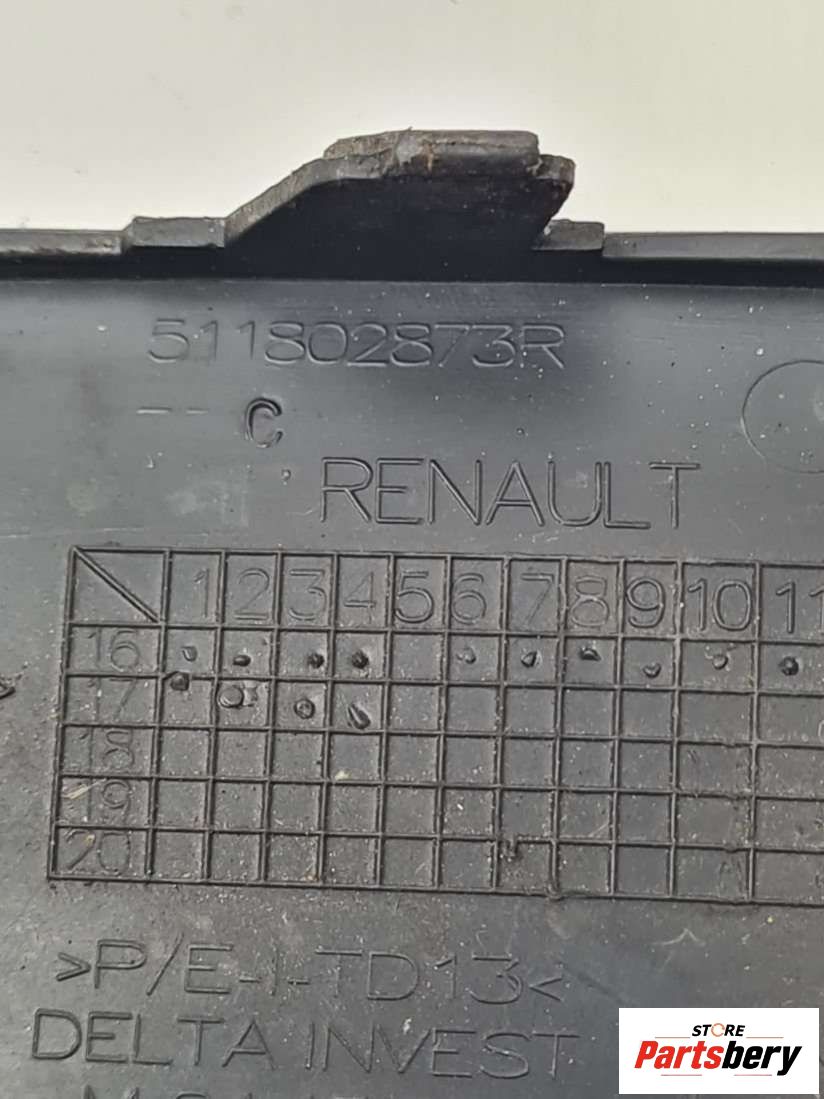 511802873R
-- C
RENAULT
1 2 3 4 5 6 7 8 9 10 11
16
17
18
19
20
>P/E-I-TD13<
DELTA INVEST
STORE
Partsbery